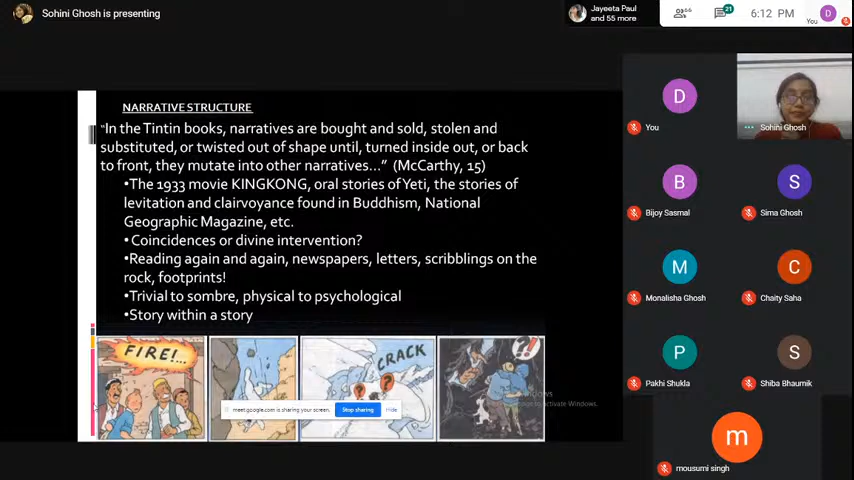 Sohini Ghosh is presenting
Jayeeta Paul
and 55 more
66
21
6:12 PM
D
You
NARRATIVE STRUCTURE
"In the Tintin books, narratives are bought and sold, stolen and
substituted, or twisted out of shape until, turned inside out, or back
to front, they mutate into other narratives..." (McCarthy, 15)
•The 1933 movie KINGKONG, oral stories of Yeti, the stories of
levitation and clairvoyance found in Buddhism, National
Geographic Magazine, etc.
•Coincidences or divine intervention?
•Reading again and again, newspapers, letters, scribblings on the
rock, footprints!
•Trivial to sombre, physical to psychological
•Story within a story
FIRE!...
CRACK
? ?
?!
meet.google.com is sharing your screen.
Stop sharing
Hide
Windows
to Activate Windows.
D
You
Sohini Ghosh
B
Bijoy Sasmal
S
Sima Ghosh
M
Monalisha Ghosh
C
Chaity Saha
P
Pakhi Shukla
S
Shiba Bhaumik
m
mousumi singh